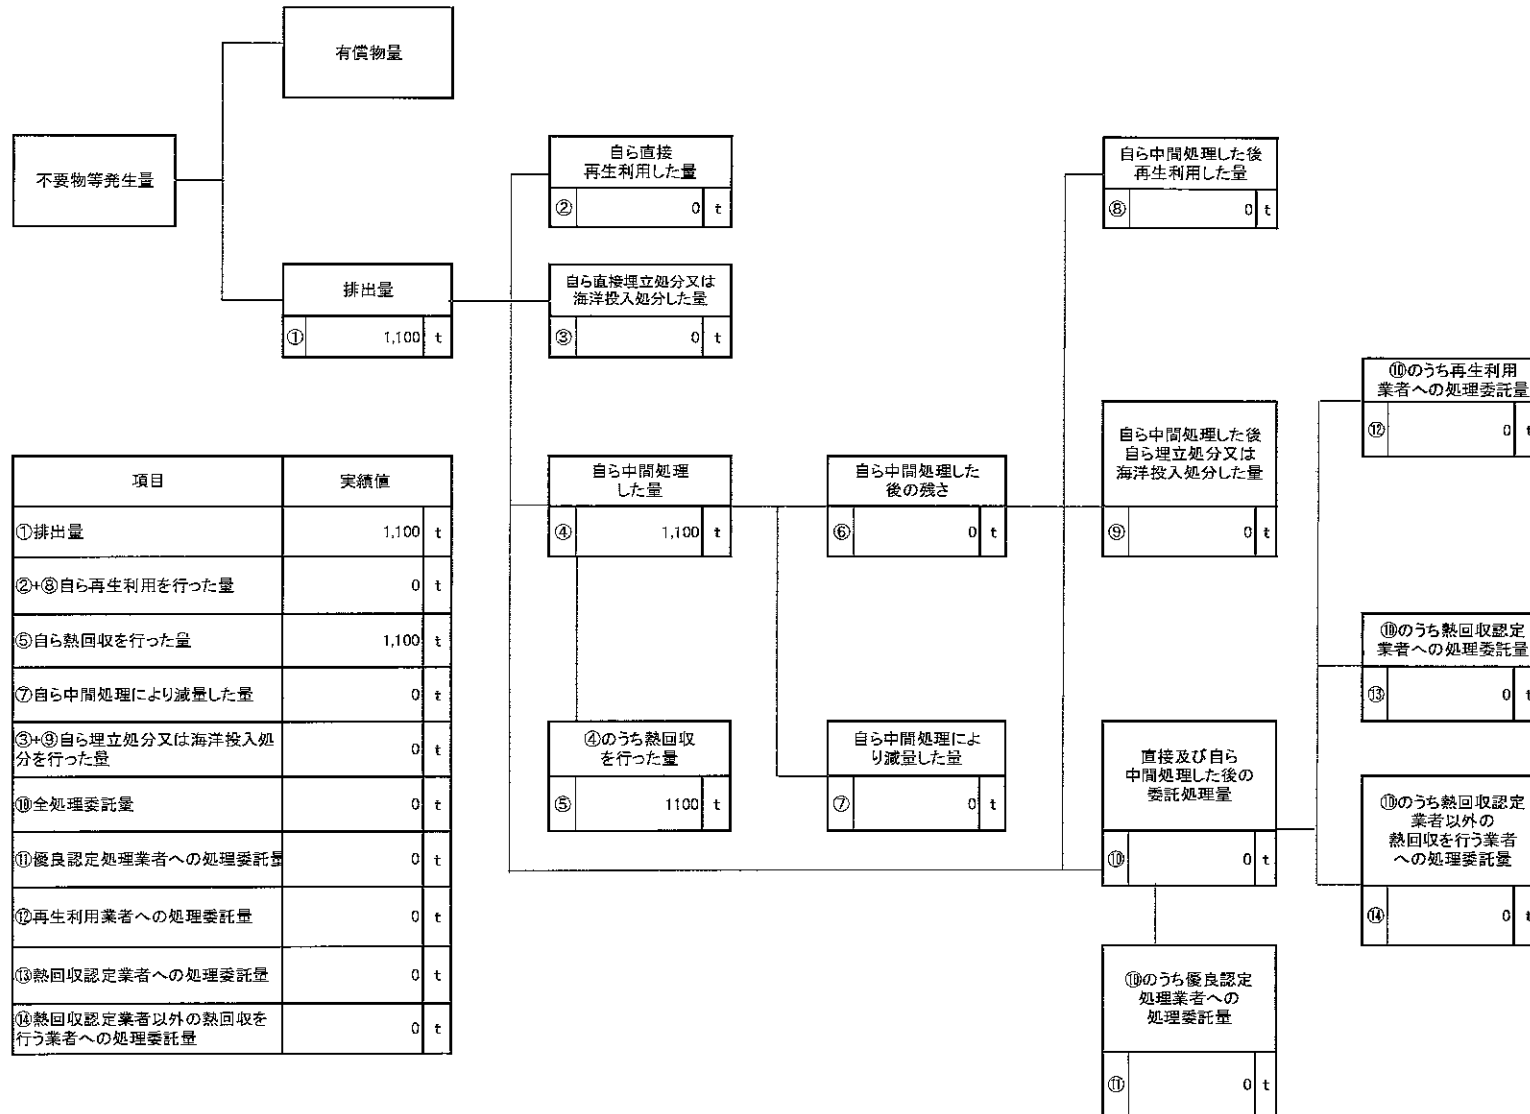 有償物量
不要物等発生量
排出量
① 1,100 t
自ら直接
再生利用した量
② 0 t
自ら直接埋立処分又は
海洋投入処分した量
③ 0 t
自ら中間処理
した量
④ 1,100 t
④のうち熱回収
を行った量
⑤ 1100 t
自ら中間処理した
後の残さ
⑥ 0 t
自ら中間処理によ
り減量した量
⑦ 0 t
自ら中間処理した後
再生利用した量
⑧ 0 t
自ら中間処理した後
自ら埋立処分又は
海洋投入処分した量
⑨ 0 t
直接及び自ら
中間処理した後の
委託処理量
⑩ 0 t
⑩のうち優良認定
処理業者への
処理委託量
⑪ 0 t
⑩のうち再生利用
業者への処理委託量
⑫ 0 t
⑩のうち熱回収認定
業者への処理委託量
⑬ 0 t
⑩のうち熱回収認定
業者以外の
熱回収を行う業者
への処理委託量
⑭ 0 t
項目 実績値
①排出量 1,100 t
②+⑧自ら再生利用を行った量 0 t
⑤自ら熱回収を行った量 1,100 t
⑦自ら中間処理により減量した量 0 t
③+⑨自ら埋立処分又は海洋投入処
分を行った量 0 t
⑩全処理委託量 0 t
⑪優良認定処理業者への処理委託量 0 t
⑫再生利用業者への処理委託量 0 t
⑬熱回収認定業者への処理委託量 0 t
⑭熱回収認定業者以外の熱回収を
行う業者への処理委託量 0 t